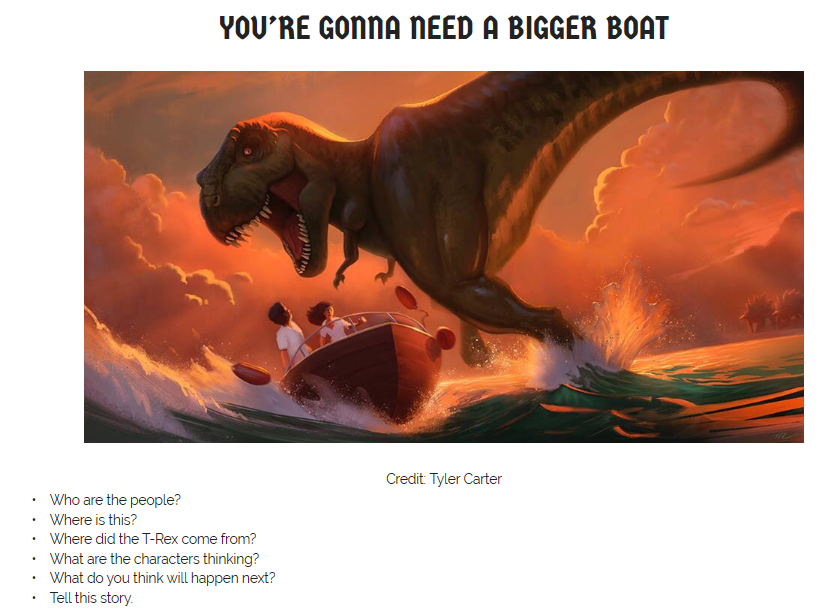 YOU'RE GONNA NEED A BIGGER BOAT
Credit: Tyler Carter
• Who are the people?
• Where is this?
• Where did the T-Rex come from?
• What are the characters thinking?
• What do you think will happen next?
• Tell this story.